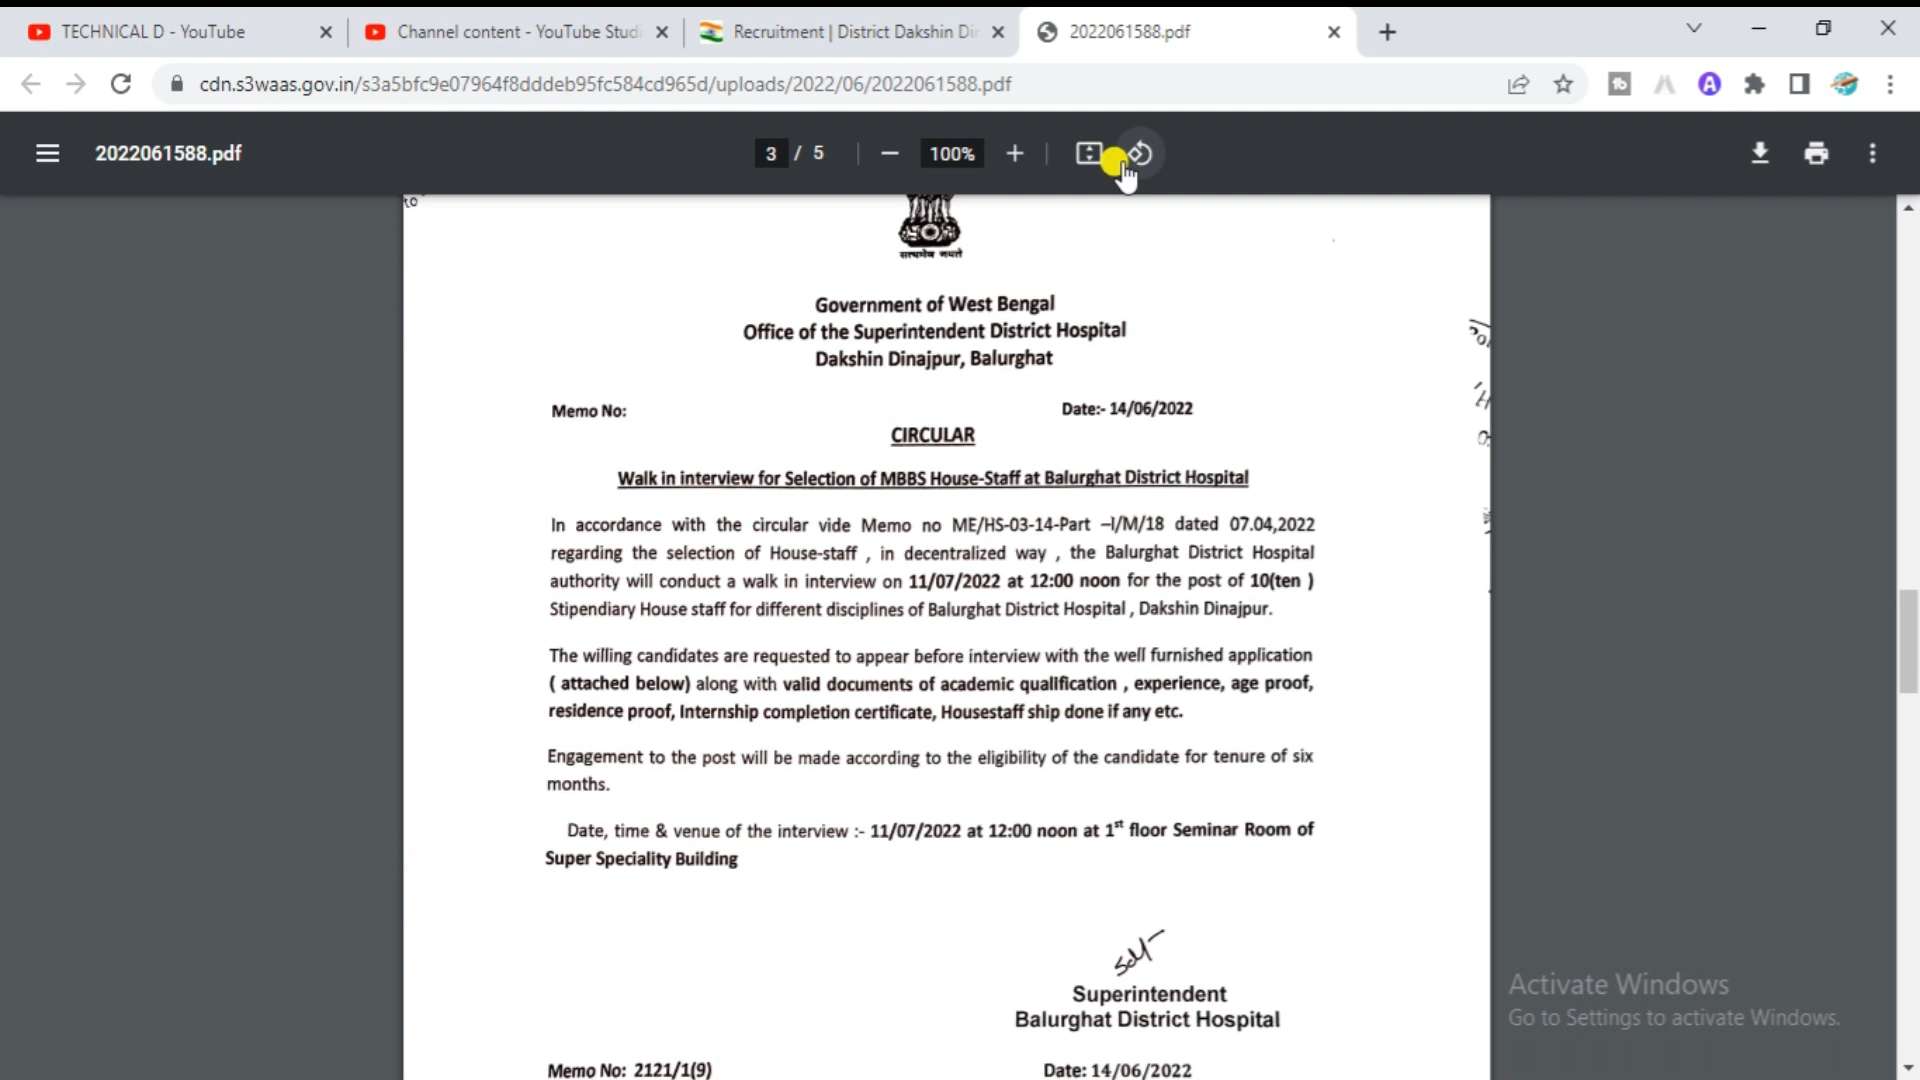 TECHNICAL D - YouTube
Channel content - YouTube Studi
Recruitment | District Dakshin Din
2022061588.pdf
cdn.s3waas.gov.in/s3a5bfc9e07964f8dddeb95fc584cd965d/uploads/2022/06/2022061588.pdf
2022061588.pdf
3 / 5
100%
to
सत्यमेव जयते
Government of West Bengal
Office of the Superintendent District Hospital
Dakshin Dinajpur, Balurghat
Memo No:
Date:- 14/06/2022
CIRCULAR
Walk in interview for Selection of MBBS House-Staff at Balurghat District Hospital
In accordance with the circular vide Memo no ME/HS-03-14-Part –I/M/18 dated 07.04,2022
regarding the selection of House-staff , in decentralized way , the Balurghat District Hospital
authority will conduct a walk in interview on 11/07/2022 at 12:00 noon for the post of 10(ten )
Stipendiary House staff for different disciplines of Balurghat District Hospital , Dakshin Dinajpur.
The willing candidates are requested to appear before interview with the well furnished application
( attached below) along with valid documents of academic qualification , experience, age proof,
residence proof, Internship completion certificate, Housestaff ship done if any etc.
Engagement to the post will be made according to the eligibility of the candidate for tenure of six
months.
Date, time & venue of the interview :- 11/07/2022 at 12:00 noon at 1st floor Seminar Room of
Super Speciality Building
Superintendent
Balurghat District Hospital
Memo No: 2121/1(9)
Date: 14/06/2022
Activate Windows
Go to Settings to activate Windows.